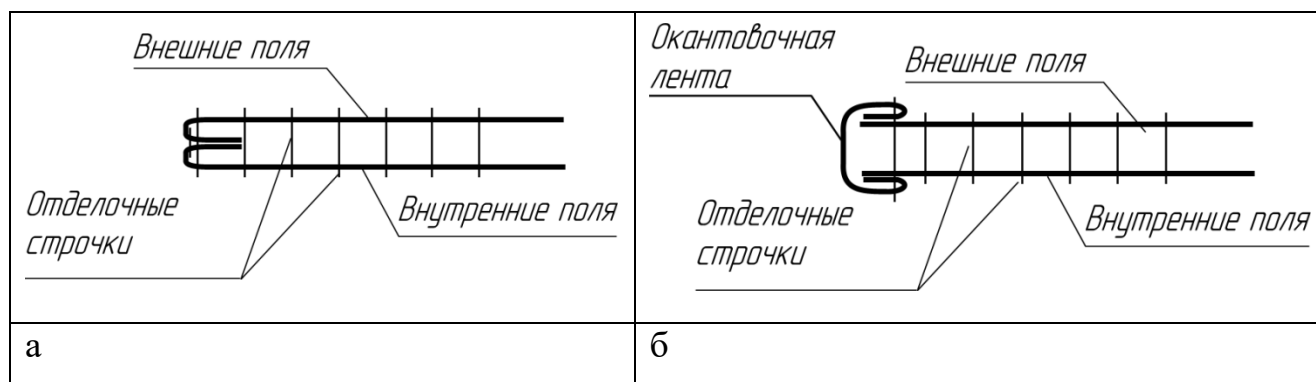 Внешние поля
Отделочные
строчки
Внутренние поля
Окантовочная
лента
Внешние поля
Отделочные
строчки
Внутренние поля
а
б